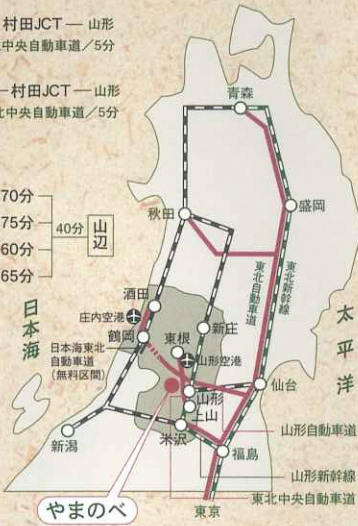 村田JCT — 山形
中央自動車道/5分
村田JCT — 山形
北中央自動車道/5分
70分
75分
60分
65分
40分
山辺
青森
秋田
盛岡
東北自動車道
東北新幹線
日本海
太平洋
酒田
庄内空港
鶴岡
新庄
東根
山形空港
日本海東北
自動車道
(無料区間)
仙台
山形
上山
米沢
新潟
福島
山形自動車道
山形新幹線
東北中央自動車道
東京
やまのべ